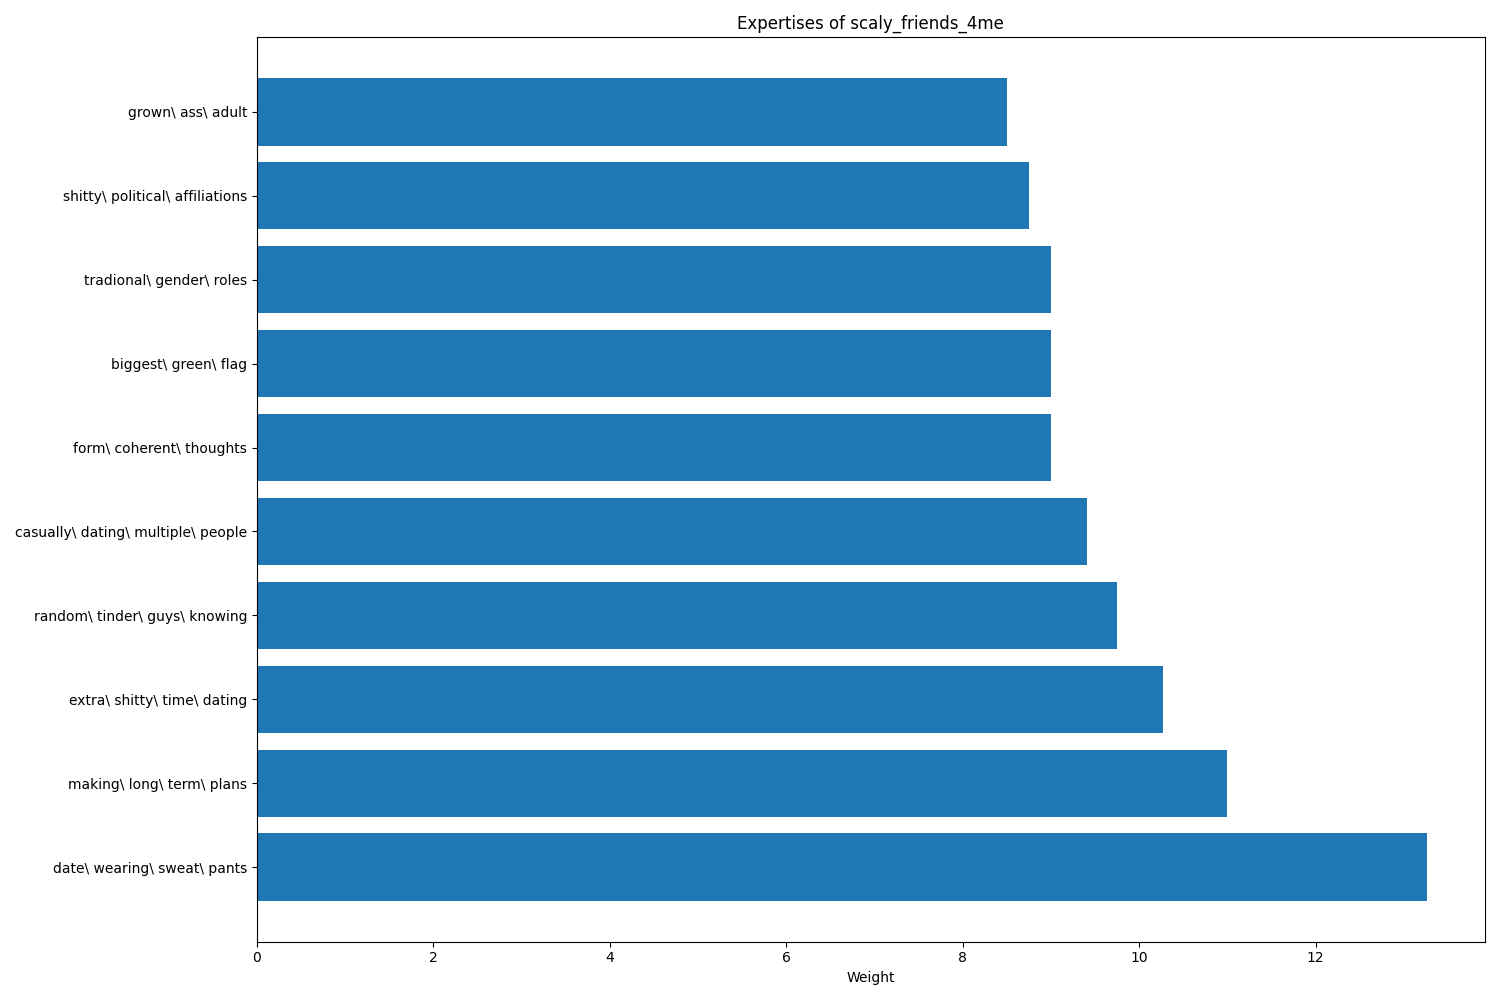 Expertises of scaly_friends_4me
grown\ ass\ adult
shitty\ political\ affiliations
tradional\ gender\ roles
biggest\ green\ flag
form\ coherent\ thoughts
casually\ dating\ multiple\ people
random\ tinder\ guys\ knowing
extra\ shitty\ time\ dating
making\ long\ term\ plans
date\ wearing\ sweat\ pants
0 2 4 6 8 10 12
Weight